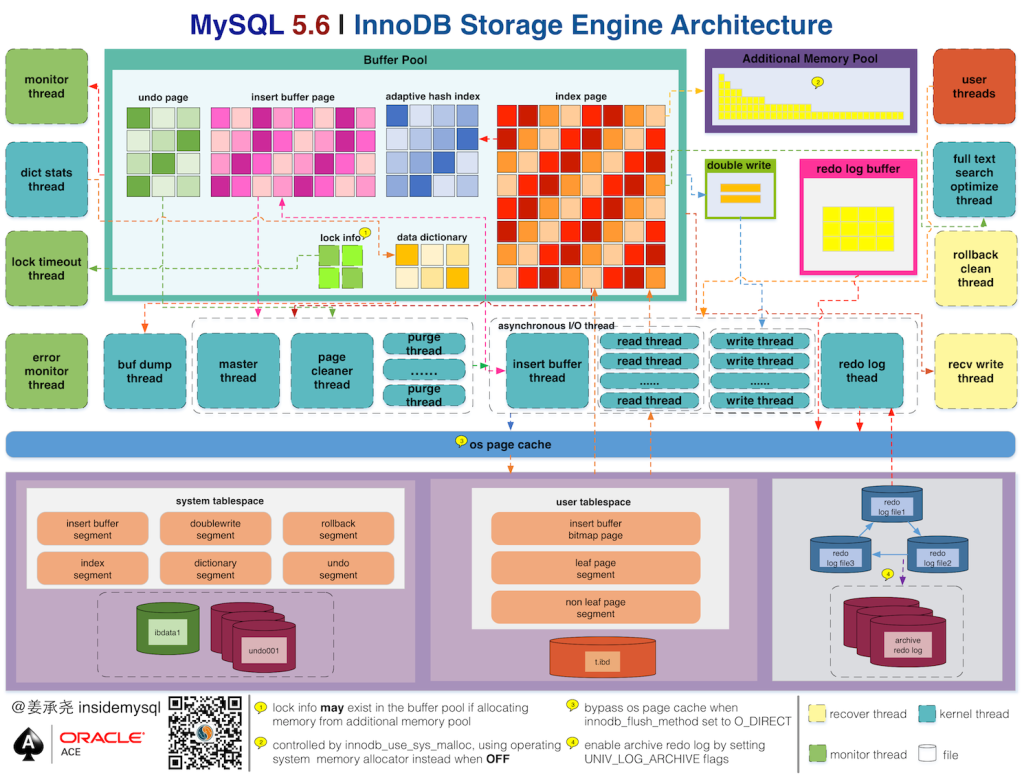 MySQL 5.6 | InnoDB Storage Engine Architecture
monitor
thread
dict stats
thread
lock timeout
thread
error
monitor
thread
Buffer Pool
undo page
insert buffer page
adaptive hash index
index page
lock info
1
data dictionary
Additional Memory Pool
2
double write
redo log buffer
user
threads
full text
search
optimize
thread
rollback
clean
thread
recv write
thread
buf dump
thread
master
thread
page
cleaner
thread
purge
thread
......
purge
thread
asynchronous I/O thread
insert buffer
thread
read thread
read thread
......
read thread
write thread
write thread
......
write thread
redo log
thead
3
os page cache
system tablespace
insert buffer
segment
doublewrite
segment
rollback
segment
index
segment
dictionary
segment
undo
segment
ibdata1
undo001
user tablespace
insert buffer
bitmap page
leaf page
segment
non leaf page
segment
t.ibd
redo
log file1
redo
log file3
redo
log file2
4
archive
redo log
@姜承尧 insidemysql
ORACLE
ACE
1 lock info may exist in the buffer pool if allocating
memory from additional memory pool
2 controlled by innodb_use_sys_malloc, using operating
system memory allocator instead when OFF
3 bypass os page cache when
innodb_flush_method set to O_DIRECT
4 enable archive redo log by setting
UNIV_LOG_ARCHIVE flags
recover thread
kernel thread
monitor thread
file